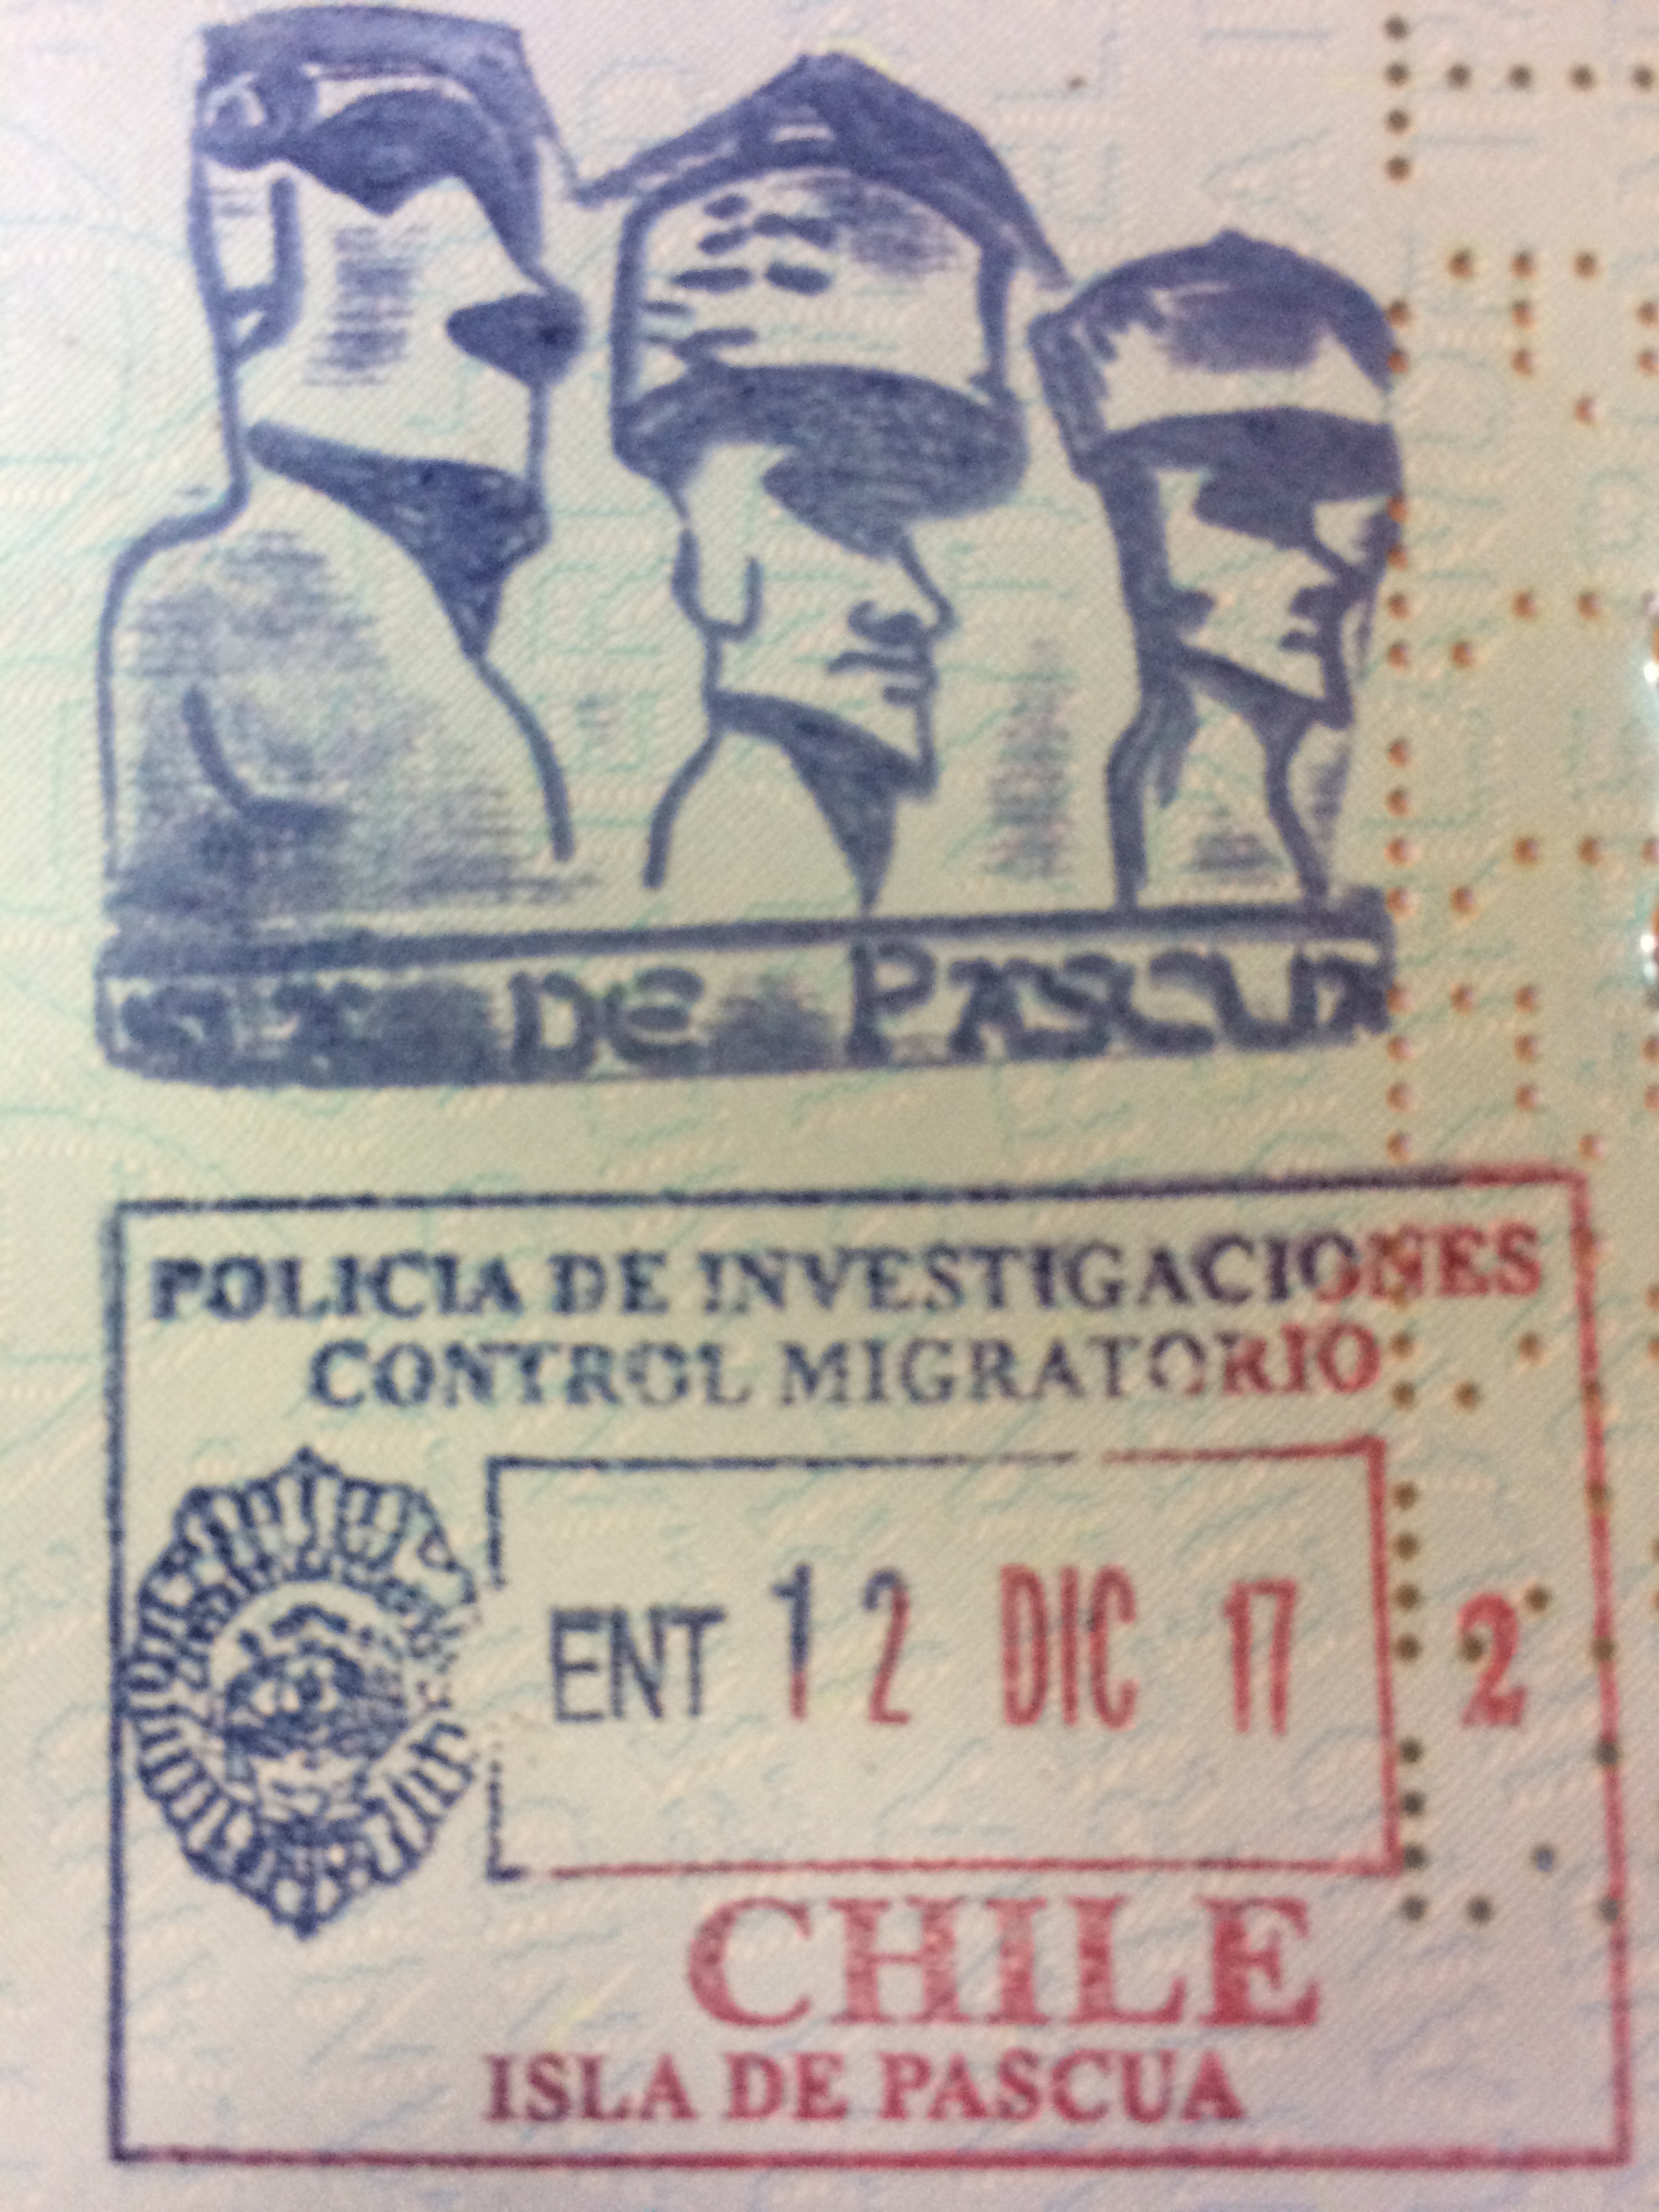 DE PASCUA
POLICIA DE INVESTIGACIONES
CONTROL MIGRATORIO
ENT 12 DIC 17 2
CHILE
ISLA DE PASCUA